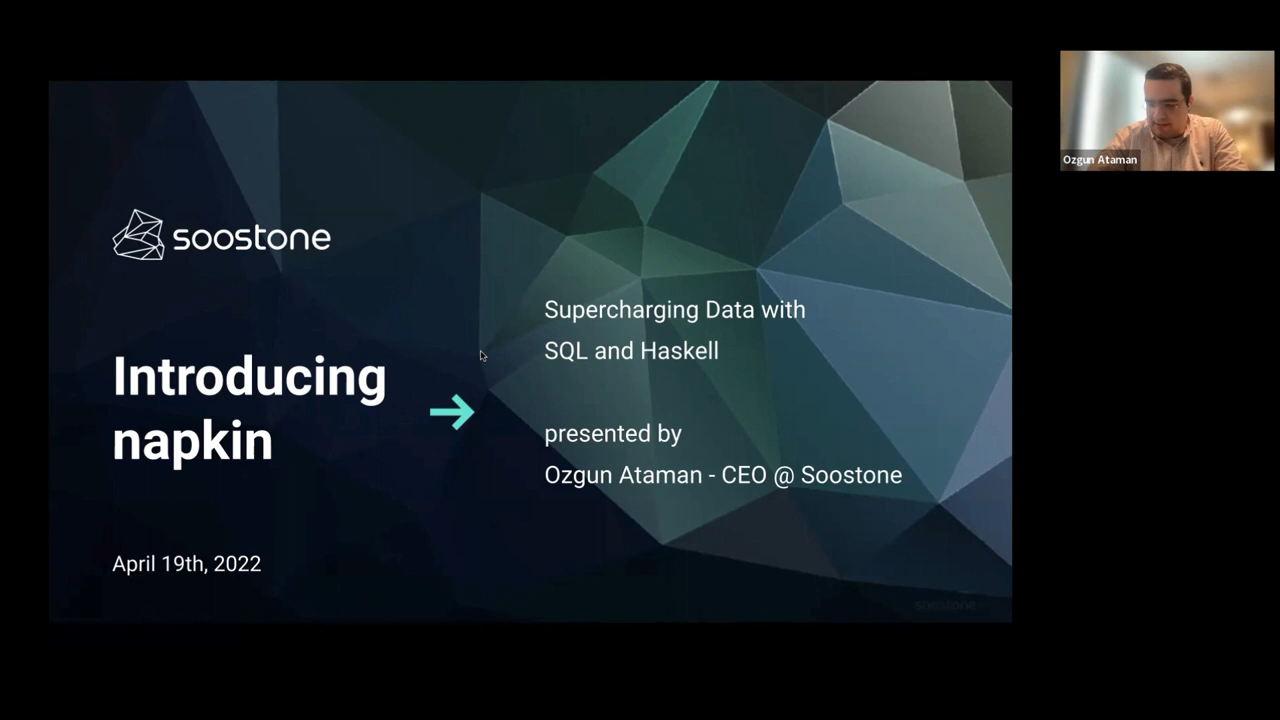 soostone
Introducing
napkin
April 19th, 2022
Supercharging Data with
SQL and Haskell
presented by
Ozgun Ataman - CEO @ Soostone
soostone
Ozgun Ataman